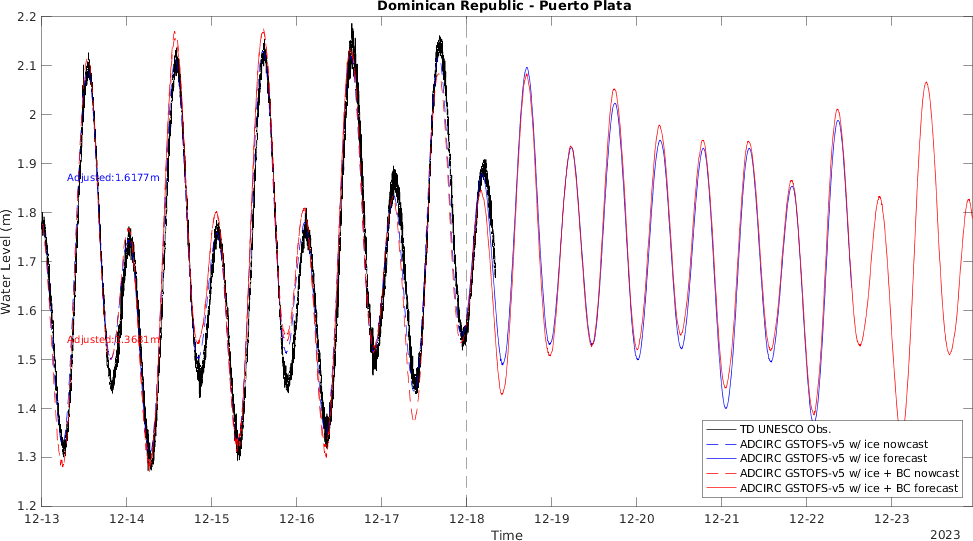 Dominican Republic - Puerto Plata
Water Level (m)
2.2
2.1
2
1.9
1.8
1.7
1.6
1.5
1.4
1.3
1.2
Adjusted:1.6177m
TD UNESCO Obs.
ADCIRC GSTOFS-v5 w/ ice nowcast
ADCIRC GSTOFS-v5 w/ ice forecast
ADCIRC GSTOFS-v5 w/ ice + BC nowcast
ADCIRC GSTOFS-v5 w/ ice + BC forecast
12-13 12-14 12-15 12-16 12-17 12-18 12-19 12-20 12-21 12-22 12-23
Time
2023